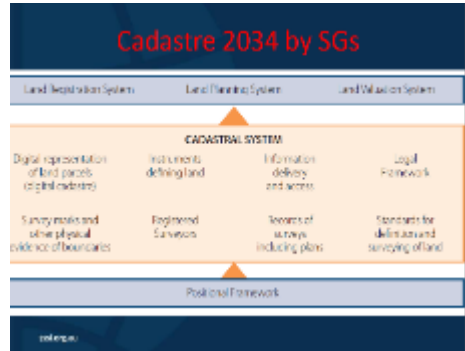 Cadastre 2034 by SGs
Land Registration System Land Planning System Land Valuation System
CADASTRAL SYSTEM
Digital representation of land parcels (digital cadastre)
Instruments defining land
Information delivery and access
Legal Framework
Survey marks and other physical evidence of boundaries
Registered Surveyors
Records of surveys including plans
Standards for definition and surveying of land
Positional Framework